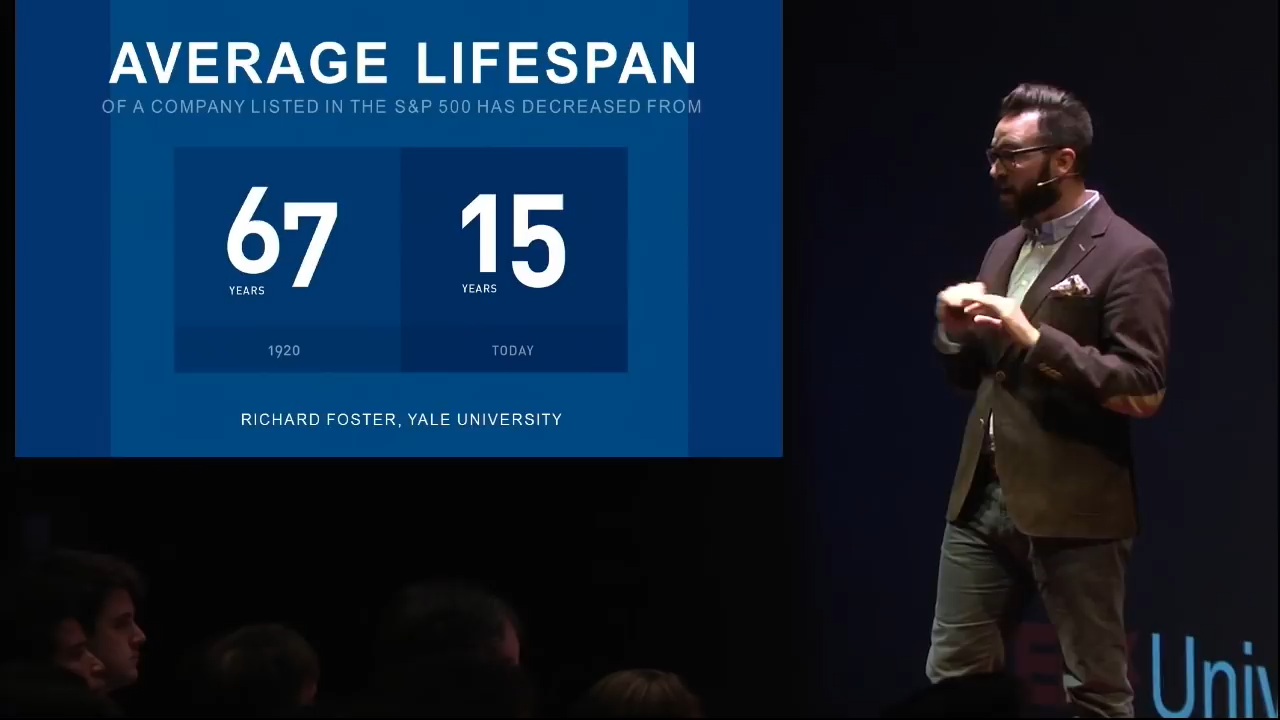 AVERAGE LIFESPAN
OF A COMPANY LISTED IN THE S&P 500 HAS DECREASED FROM
67
YEARS
15
YEARS
1920
TODAY
RICHARD FOSTER, YALE UNIVERSITY
Univ